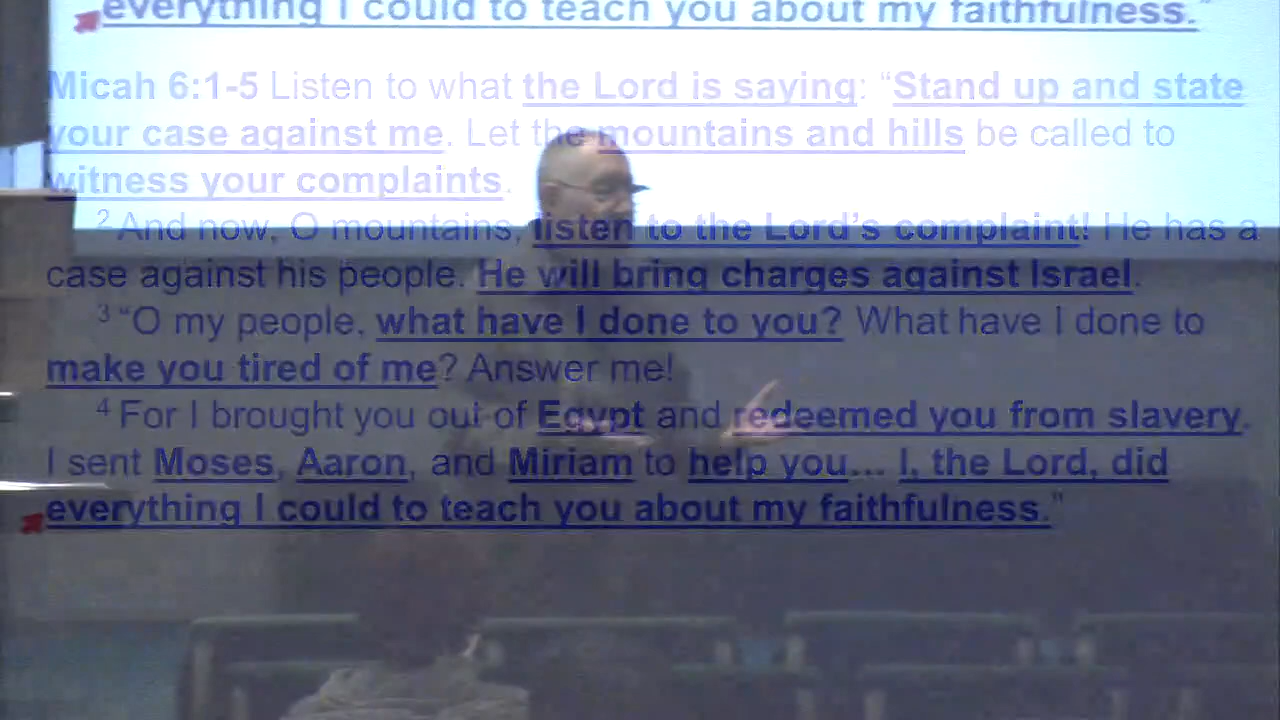 everything I could to teach you about my faithfulness."
Micah 6:1-5 Listen to what the Lord is saying: “Stand up and state
your case against me. Let the mountains and hills be called to
witness your complaints.
2 And now, O mountains, listen to the Lord’s complaint! He has a
case against his people. He will bring charges against Israel.
3 “O my people, what have I done to you? What have I done to
make you tired of me? Answer me!
4 For I brought you out of Egypt and redeemed you from slavery.
I sent Moses, Aaron, and Miriam to help you… I, the Lord, did
everything I could to teach you about my faithfulness."